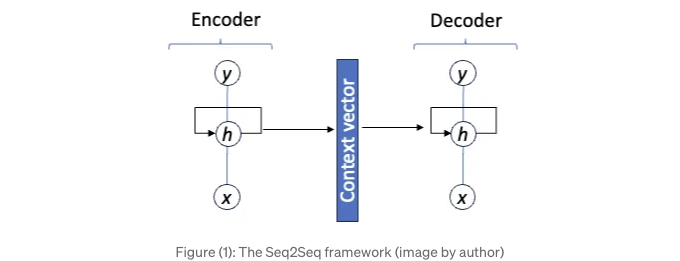 Encoder
Decoder
y
y
h
Context vector
h
x
x
Figure (1): The Seq2Seq framework (image by author)